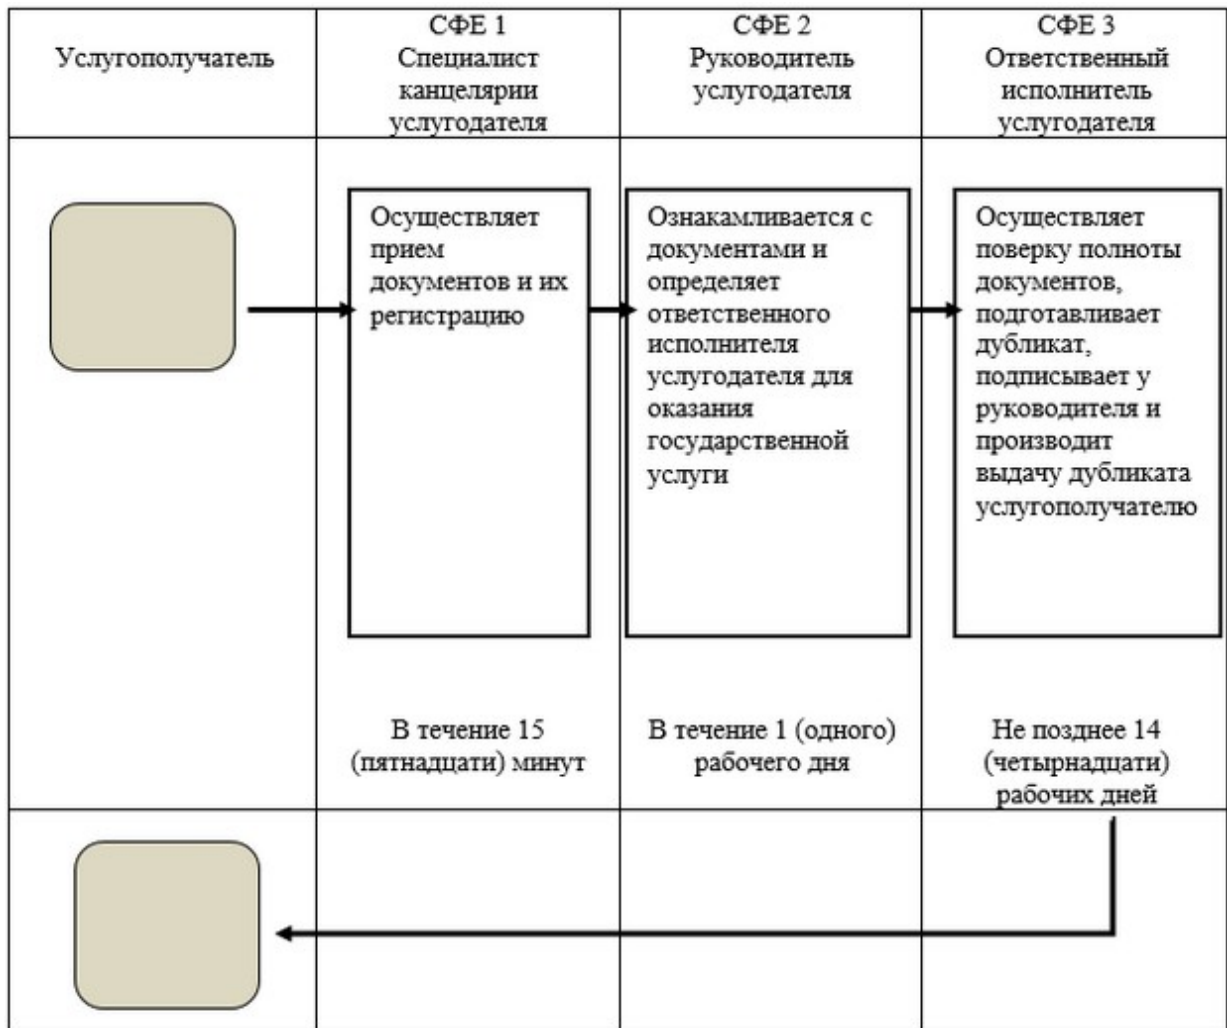 Услугополучатель
СФЕ 1
Специалист
канцелярии
услугодателя
СФЕ 2
Руководитель
услугодателя
СФЕ 3
Ответственный
исполнитель
услугодателя
Осуществляет
прием
документов и их
регистрацию
Ознакамливается с
документами и
определяет
ответственного
исполнителя
услугодателя для
оказания
государственной
услуги
Осуществляет
поверку полноты
документов,
подготавливает
дубликат,
подписывает у
руководителя и
производит
выдачу дубликата
услугополучателю
В течение 15
(пятнадцати) минут
В течение 1 (одного)
рабочего дня
Не позднее 14
(четырнадцати)
рабочих дней